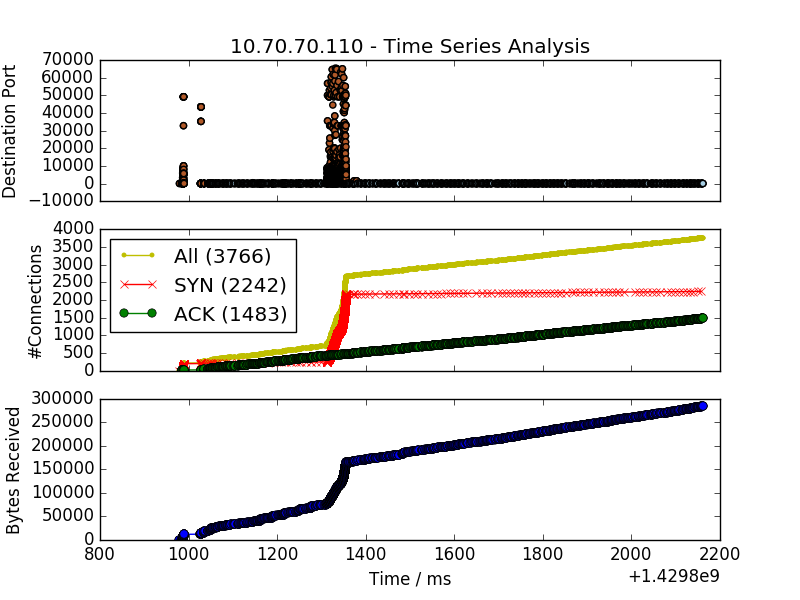 10.70.70.110 - Time Series Analysis
70000
60000
50000
40000
30000
20000
10000
0
−10000
Destination Port
4000
3500
3000
2500
2000
1500
1000
500
0
#Connections
All (3766)
SYN (2242)
ACK (1483)
300000
250000
200000
150000
100000
50000
0
Bytes Received
800 1000 1200 1400 1600 1800 2000 2200
Time / ms
+1.4298e9